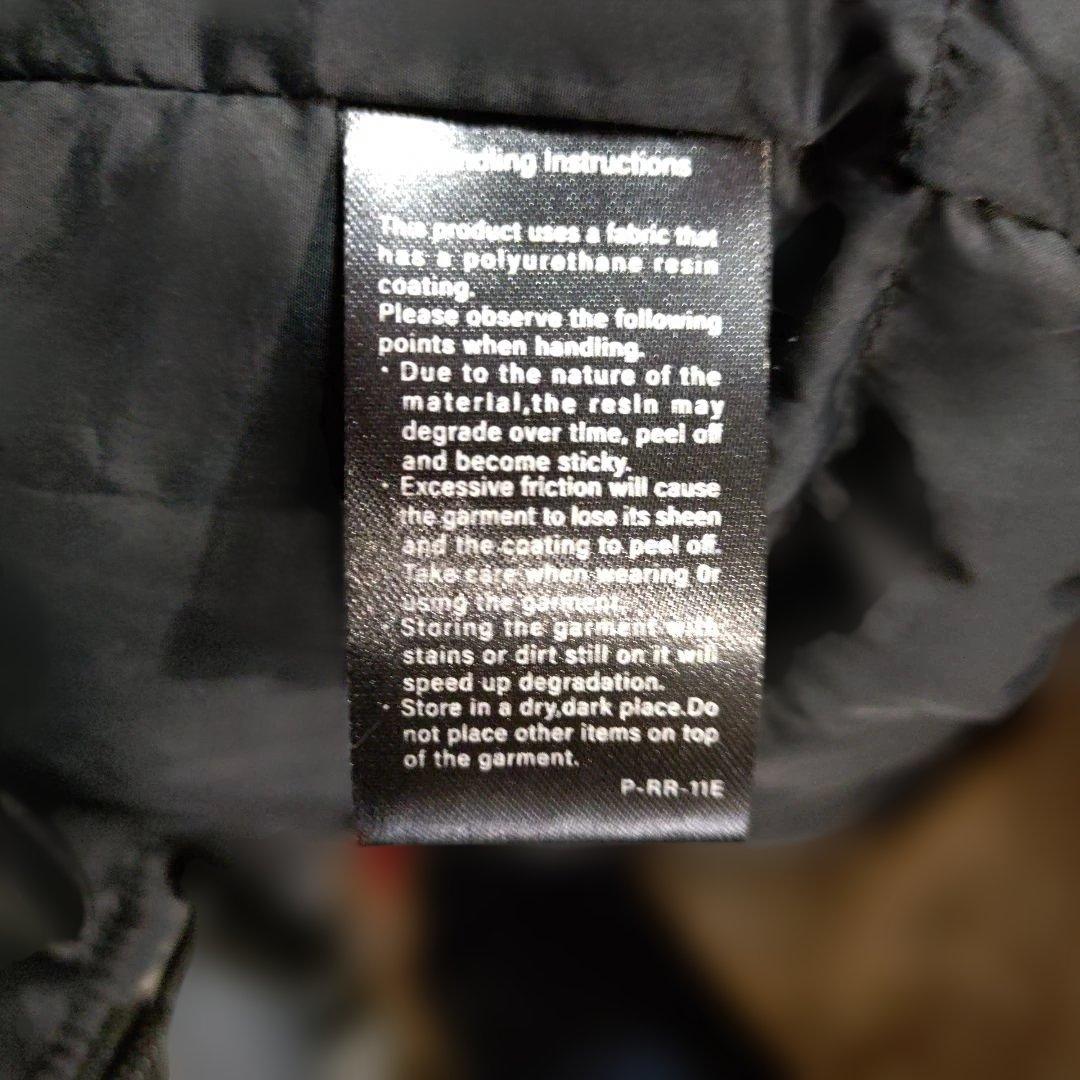 Handling Instructions
This product uses a fabric that
has a polyurethane resin
coating.
Please observe the following
points when handling.
· Due to the nature of the
material,the resin may
degrade over time, peel off
and become sticky.
· Excessive friction will cause
the garment to lose its sheen
and the coating to peel off.
Take care when wearing or
using the garment.
· Storing the garment with
stains or dirt still on it will
speed up degradation.
· Store in a dry,dark place.Do
not place other items on top
of the garment.
P-RR-11E